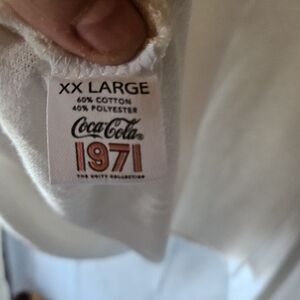 XX LARGE
60% COTTON
40% POLYESTER
Coca-Cola®
1971
THE UNITY COLLECTION